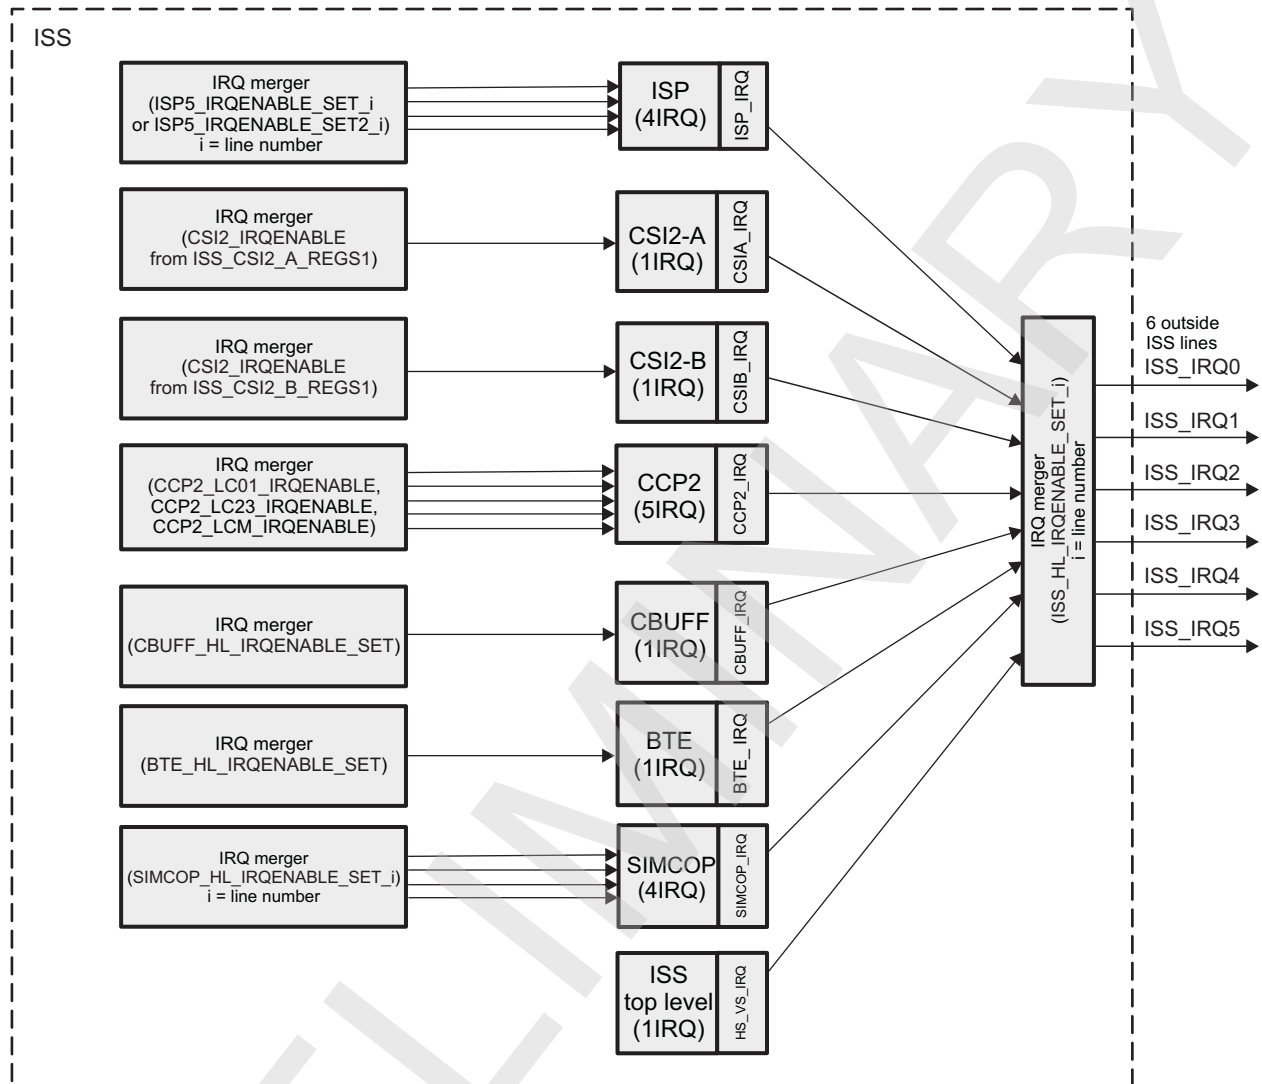 ISS
IRQ merger
(ISP5_IRQENABLE_SET_i
or ISP5_IRQENABLE_SET2_i)
i = line number
ISP
(4IRQ)
ISP_IRQ
IRQ merger
(CSI2_IRQENABLE
from ISS_CSI2_A_REGS1)
CSI2-A
(1IRQ)
CSIA_IRQ
IRQ merger
(CSI2_IRQENABLE
from ISS_CSI2_B_REGS1)
CSI2-B
(1IRQ)
CSIB_IRQ
IRQ merger
(CCP2_LC01_IRQENABLE,
CCP2_LC23_IRQENABLE,
CCP2_LCM_IRQENABLE)
CCP2
(5IRQ)
CCP2_IRQ
IRQ merger
(CBUFF_HL_IRQENABLE_SET)
CBUFF
(1IRQ)
CBUFF_IRQ
IRQ merger
(BTE_HL_IRQENABLE_SET)
BTE
(1IRQ)
BTE_IRQ
IRQ merger
(SIMCOP_HL_IRQENABLE_SET_i)
i = line number
SIMCOP
(4IRQ)
SIMCOP_IRQ
ISS
top level
(1IRQ)
HS_VS_IRQ
IRQ merger
(ISS_HL_IRQENABLE_SET_i)
i = line number
6 outside
ISS lines
ISS_IRQ0
ISS_IRQ1
ISS_IRQ2
ISS_IRQ3
ISS_IRQ4
ISS_IRQ5
ELIMINARY